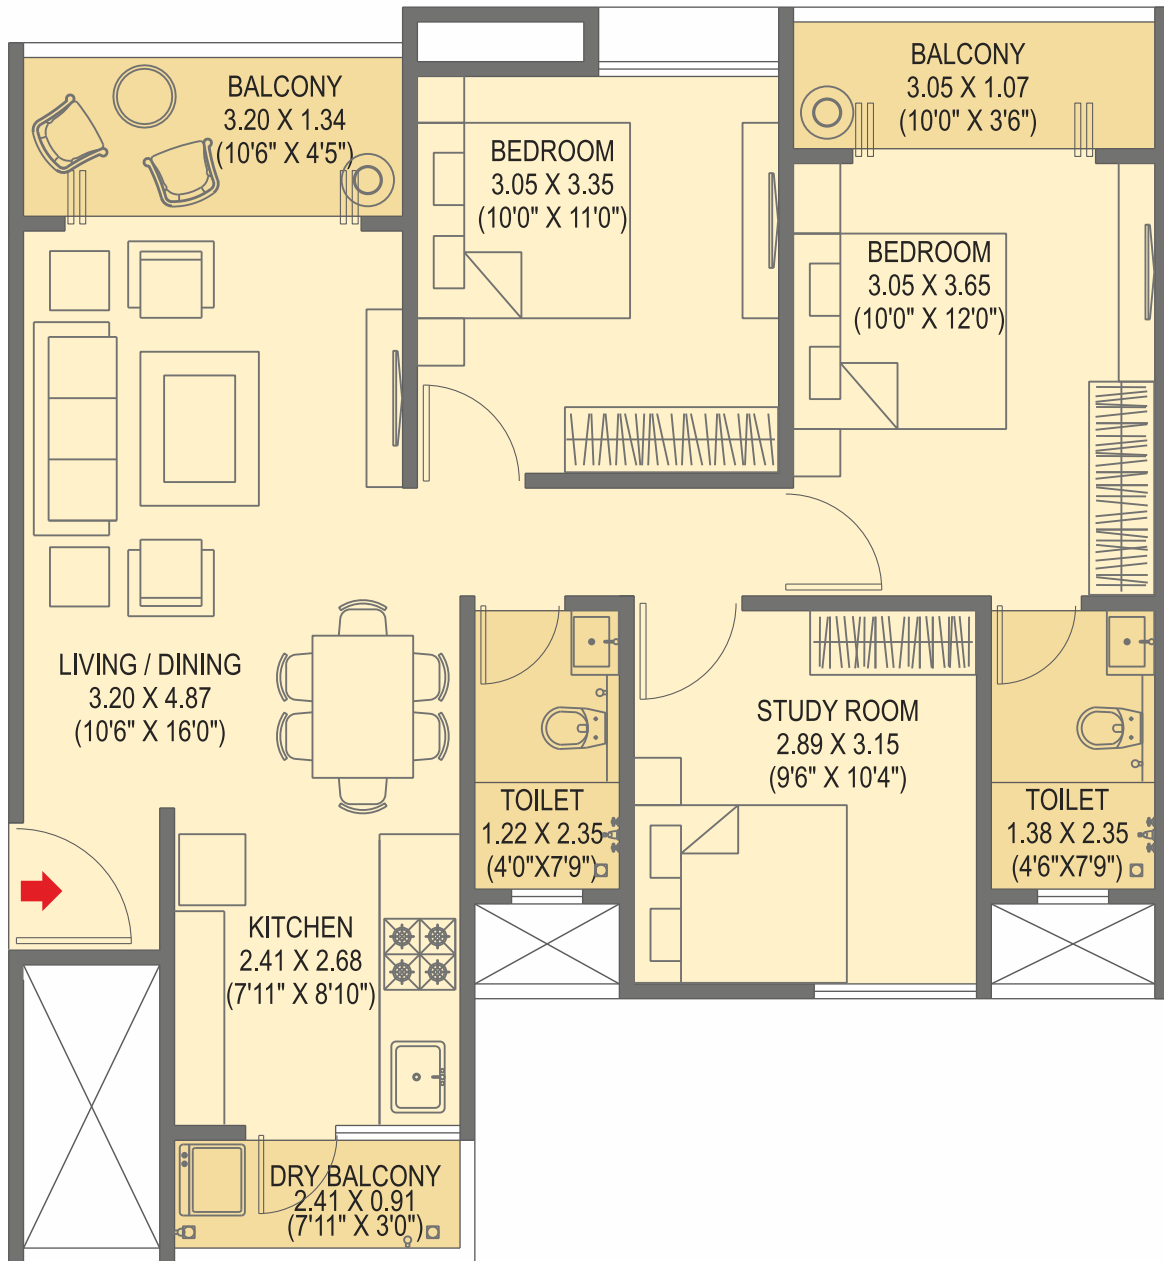 BALCONY
3.20 X 1.34
(10'6" X 4'5")
BEDROOM
3.05 X 3.35
(10'0" X 11'0")
BALCONY
3.05 X 1.07
(10'0" X 3'6")
BEDROOM
3.05 X 3.65
(10'0" X 12'0")
LIVING / DINING
3.20 X 4.87
(10'6" X 16'0")
STUDY ROOM
2.89 X 3.15
(9'6" X 10'4")
TOILET
1.22 X 2.35
(4'0"X7'9")
TOILET
1.38 X 2.35
(4'6"X7'9")
KITCHEN
2.41 X 2.68
(7'11" X 8'10")
DRY BALCONY
2.41 X 0.91
(7'11" X 3'0")